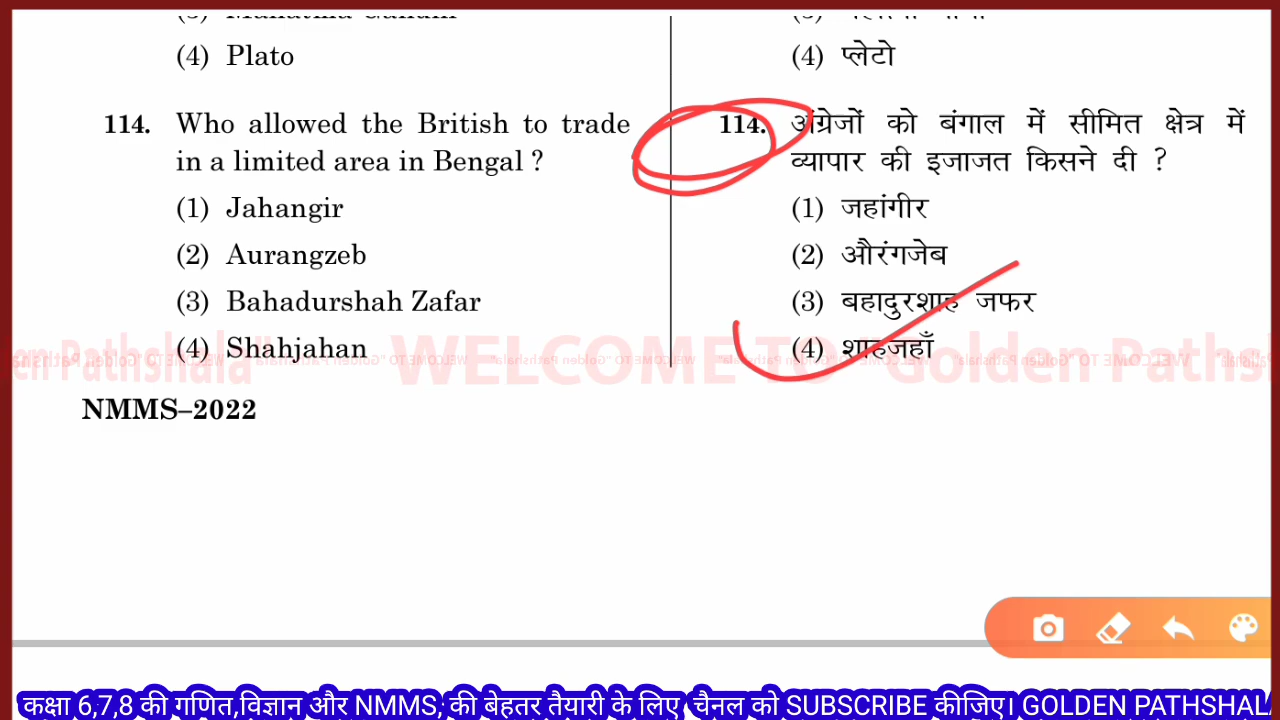 (4) Plato
114. Who allowed the British to trade
in a limited area in Bengal ?
(1) Jahangir
(2) Aurangzeb
(3) Bahadurshah Zafar
(4) Shahjahan
NMMS–2022
(4) प्लेटो
114. अंग्रेजों को बंगाल में सीमित क्षेत्र में
व्यापार की इजाजत किसने दी ?
(1) जहांगीर
(2) औरंगजेब
(3) बहादुरशाह जफर
(4) शाहजहाँ
en Pathshala" WELCOME TO "Golden Pathsh
कक्षा 6,7,8 की गणित,विज्ञान और NMMS, की बेहतर तैयारी के लिए चैनल को SUBSCRIBE कीजिए। GOLDEN PATHSHALA